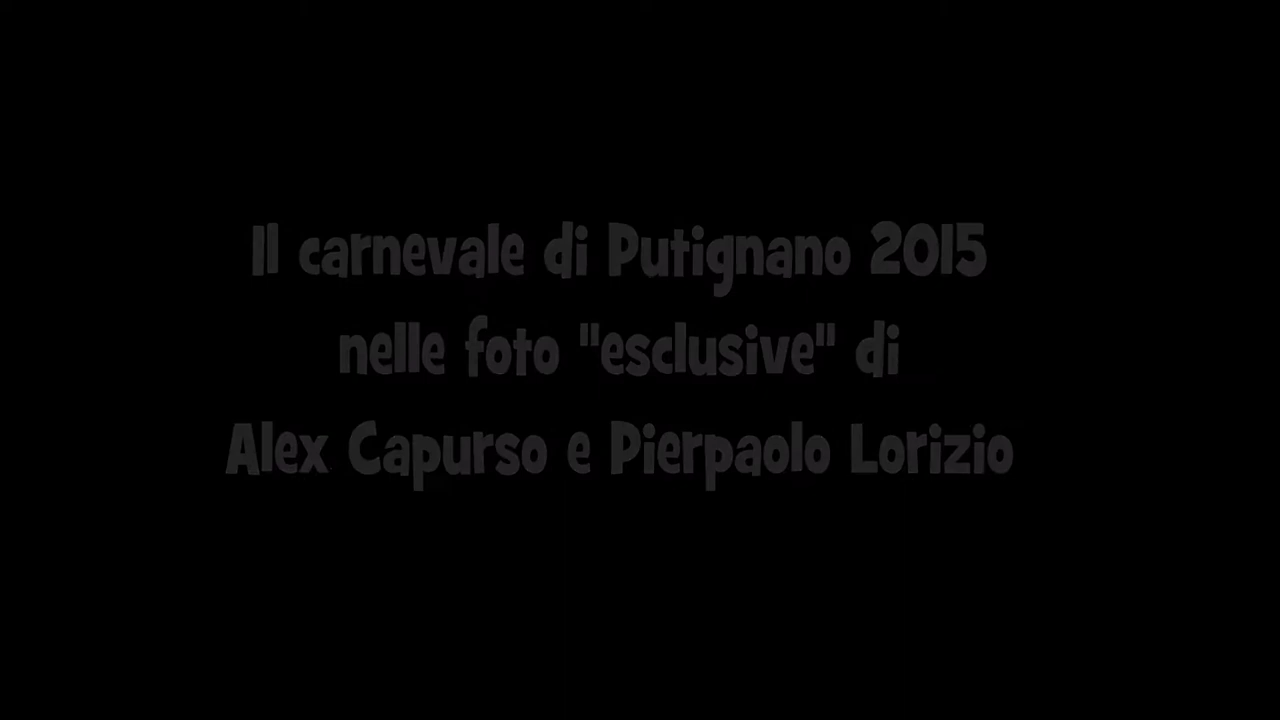 Il carnevale di Putignano 2015
nelle foto "esclusive" di
Alex Capurso e Pierpaolo Lorizio